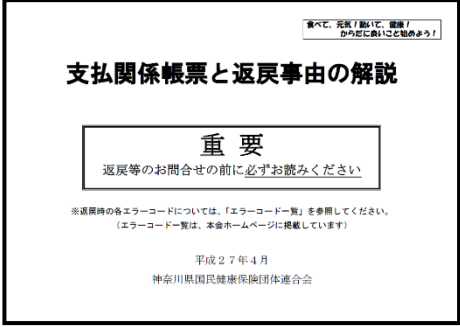 食べて、元気！動いて、健康！
からだに良いこと始めよう！
支払関係帳票と返戻事由の解説
重 要
返戻等のお問合せの前に必ずお読みください
※返戻時の各エラーコードについては、「エラーコード一覧」を参照してください。
（エラーコード一覧は、本会ホームページに掲載しています）
平成２７年４月
神奈川県国民健康保険団体連合会